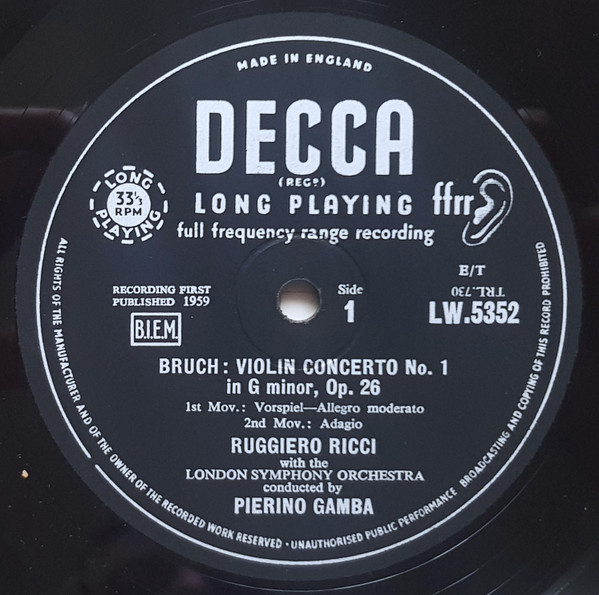 MADE IN ENGLAND
DECCA
(REGD)
LONG PLAYING
33⅓
RPM
LONG PLAYING
ffrr
full frequency range recording
E/T
TRL.730
LW.5352
RECORDING FIRST
PUBLISHED 1959
B.I.E.M.
Side
1
BRUCH: VIOLIN CONCERTO No. 1
in G minor, Op. 26
1st Mov.: Vorspiel—Allegro moderato
2nd Mov.: Adagio
RUGGIERO RICCI
with the
LONDON SYMPHONY ORCHESTRA
conducted by
PIERINO GAMBA
ALL RIGHTS OF THE MANUFACTURER AND OF THE OWNER OF THE RECORDED WORK RESERVED · UNAUTHORISED PUBLIC PERFORMANCE BROADCASTING AND COPYING OF THIS RECORD PROHIBITED